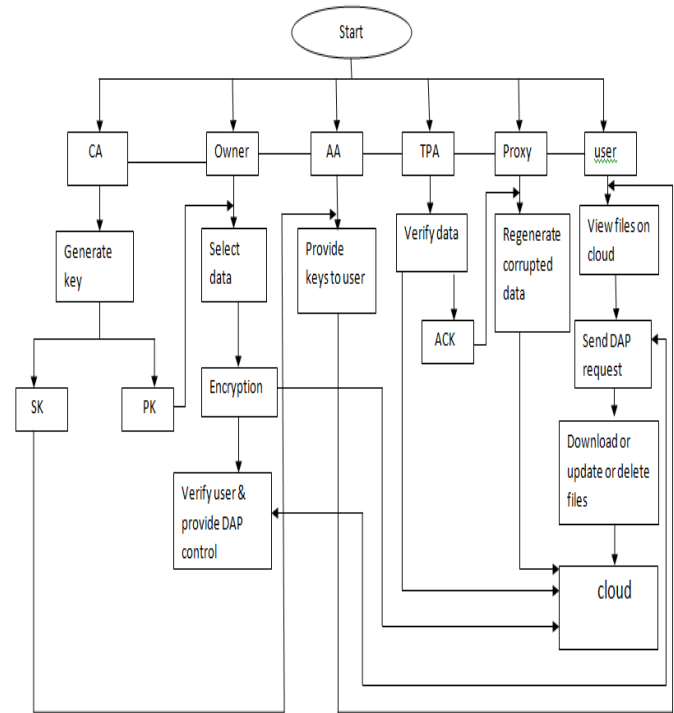 Start
CA
Owner
AA
TPA
Proxy
user
Generate
key
Select
data
Provide
keys to user
Verify data
Regenerate
corrupted
data
View files on
cloud
ACK
Send DAP
request
SK
PK
Encryption
Download or
update or delete
files
Verify user &
provide DAP
control
cloud